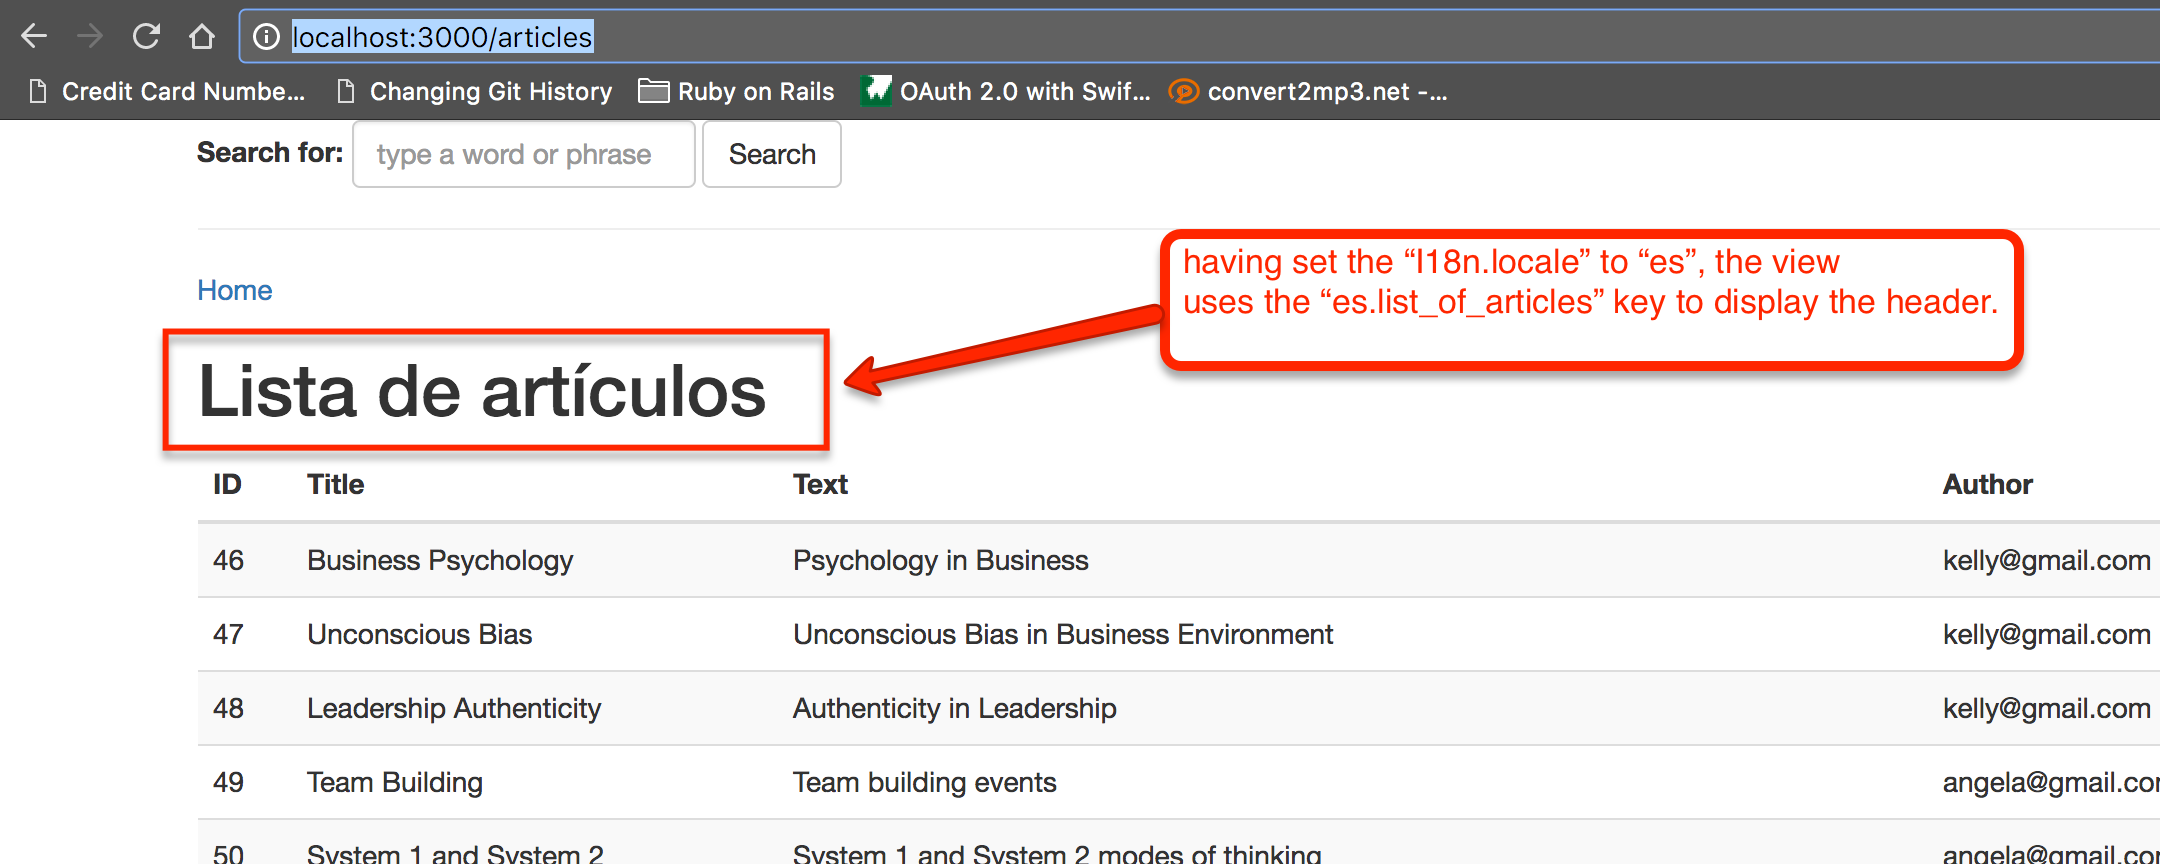 localhost:3000/articles
Credit Card Numbe... Changing Git History Ruby on Rails OAuth 2.0 with Swif... convert2mp3.net -...
Search for: type a word or phrase Search
having set the “I18n.locale” to “es”, the view
uses the “es.list_of_articles” key to display the header.
Home
Lista de artículos
ID Title Text Author
46 Business Psychology Psychology in Business kelly@gmail.com
47 Unconscious Bias Unconscious Bias in Business Environment kelly@gmail.com
48 Leadership Authenticity Authenticity in Leadership kelly@gmail.com
49 Team Building Team building events angela@gmail.co
50 System 1 and System 2 System 1 and System 2 modes of thinking angela@gmail.co